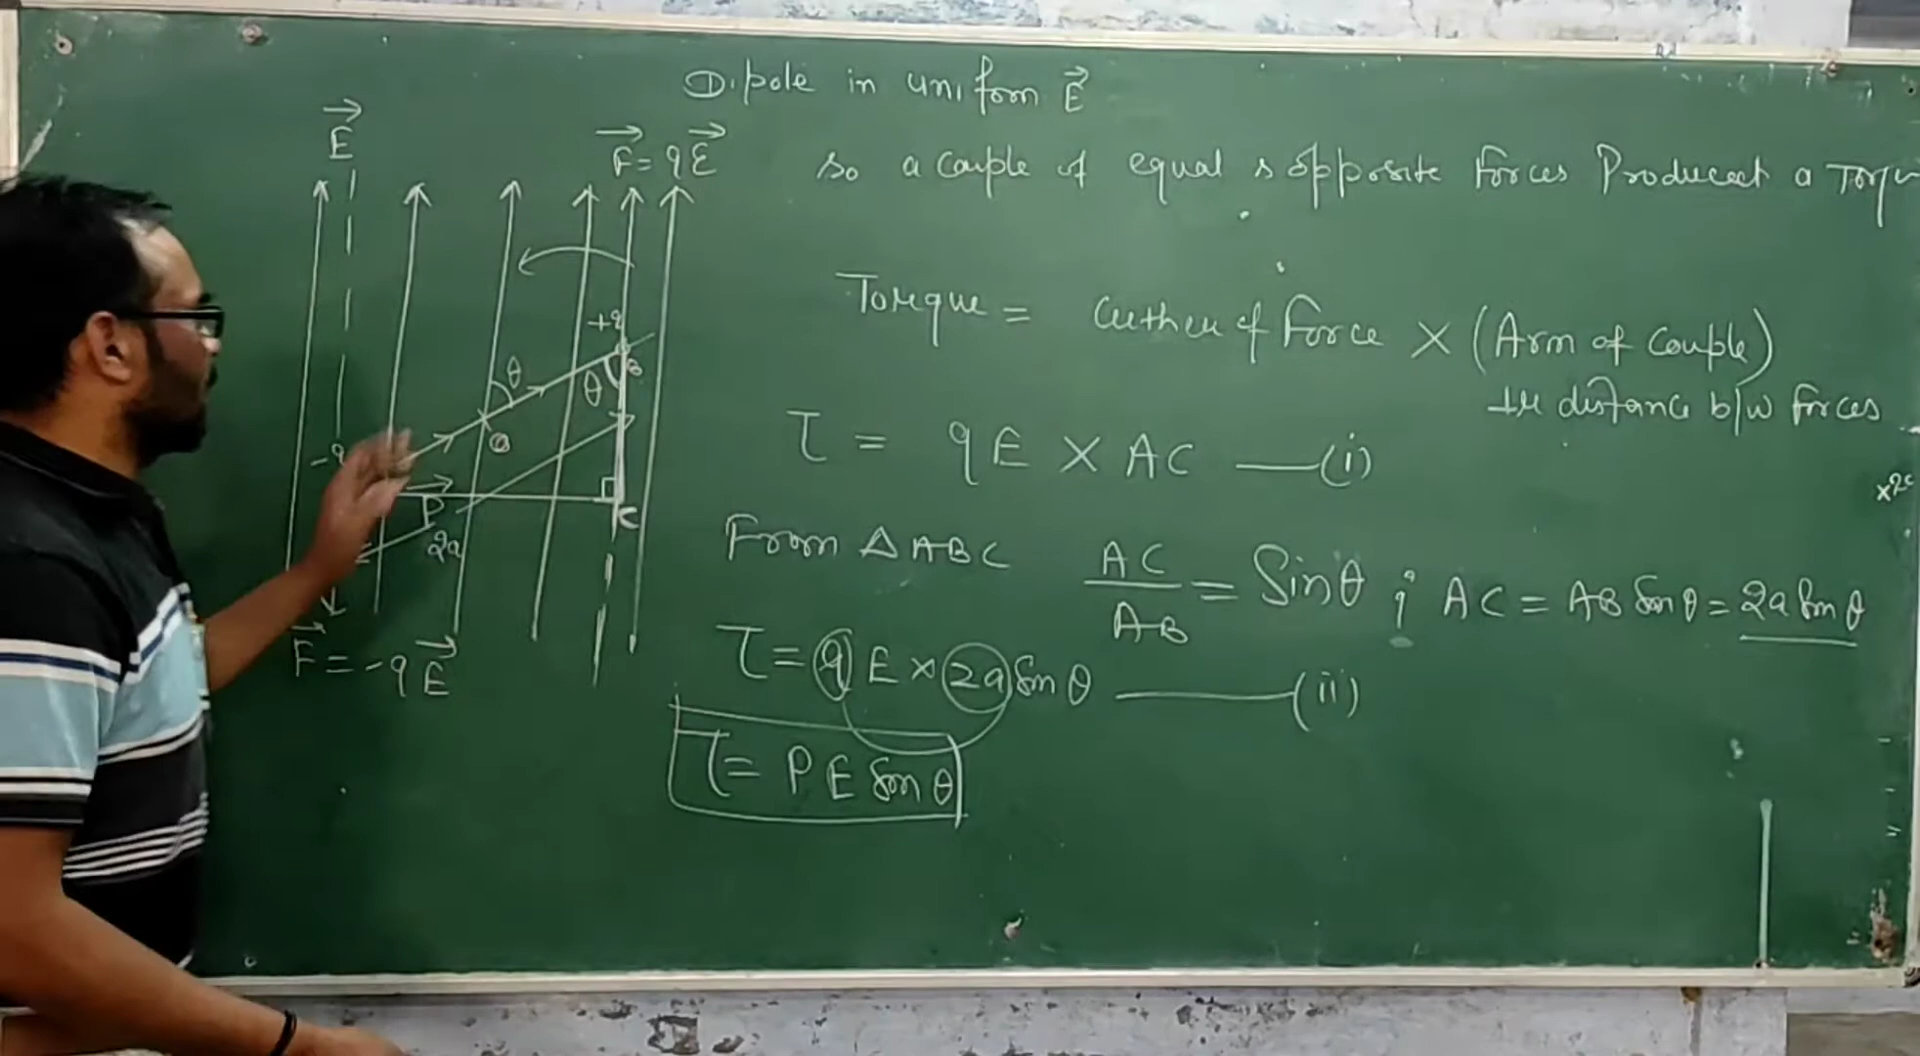 Dipole in uniform E⃗
E⃗
F⃗ = qE⃗
so a couple of equal & opposite forces Produced a Torqu
Torque = either of Force × (Arm of couple)
⊥r distance b/w forces
+q
B
θ
θ
O
-q
τ = qE × AC —(i)
P⃗
C
2a
From △ABC AC/AB = Sinθ ; AC = AB Sinθ = 2a Sinθ
F⃗ = -qE⃗
τ = qE × 2a Sinθ —(ii)
τ = PE Sinθ